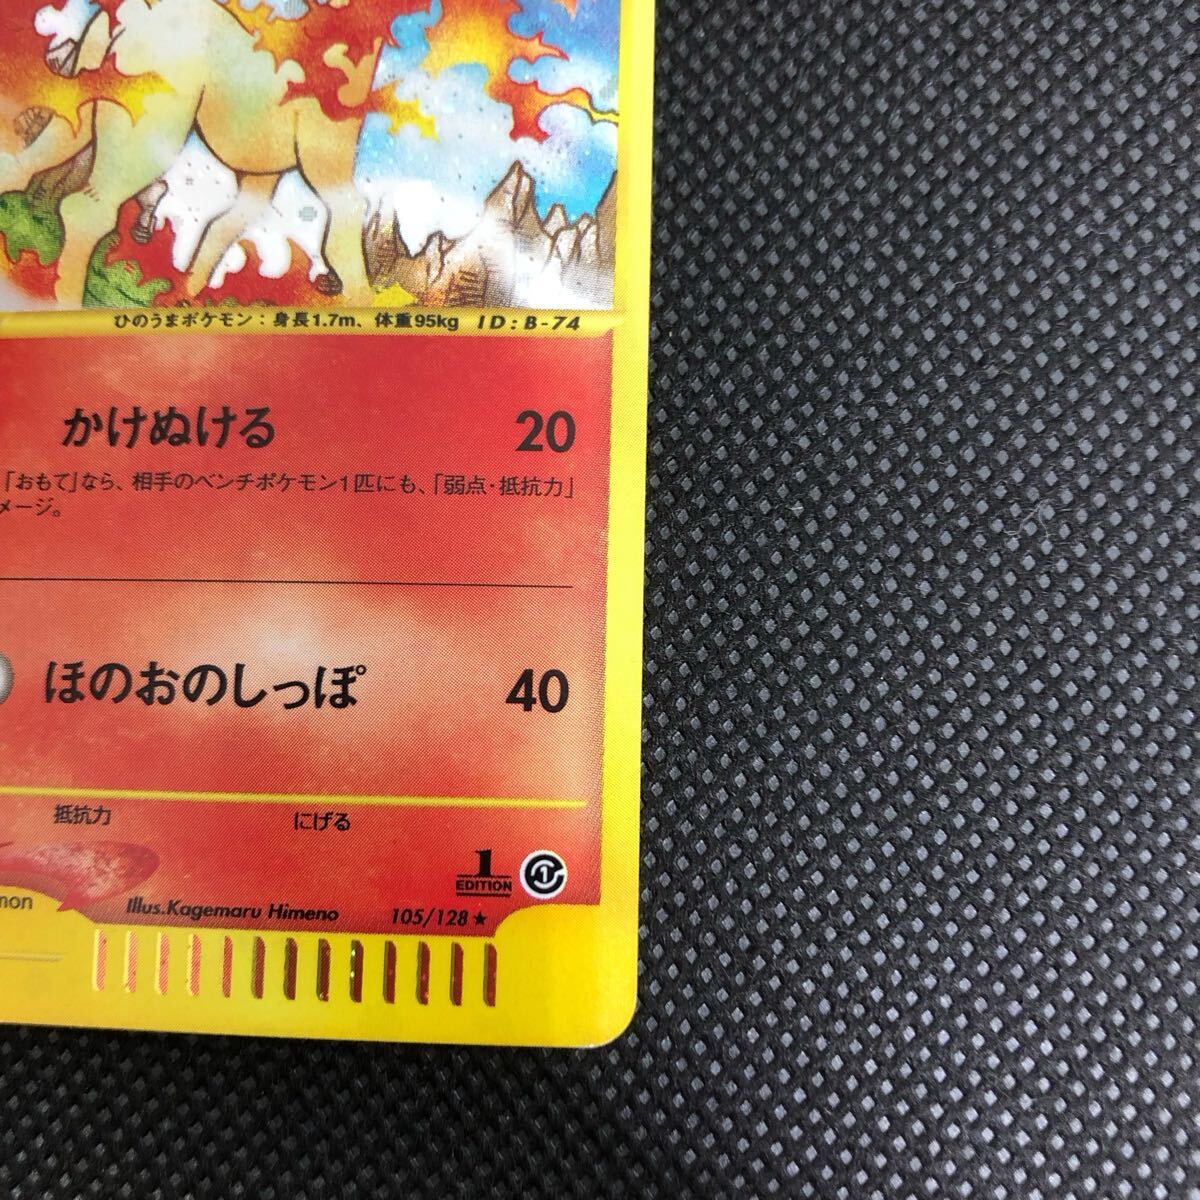 ひのうまポケモン：身長1.7m、体重95kg ID:B-74
かけぬける 20
「おもて」なら、相手のベンチポケモン1匹にも、「弱点・抵抗力」
メージ。
ほのおのしっぽ 40
抵抗力 にげる
1
EDITION
mon
Illus.Kagemaru Himeno 105/128 ★